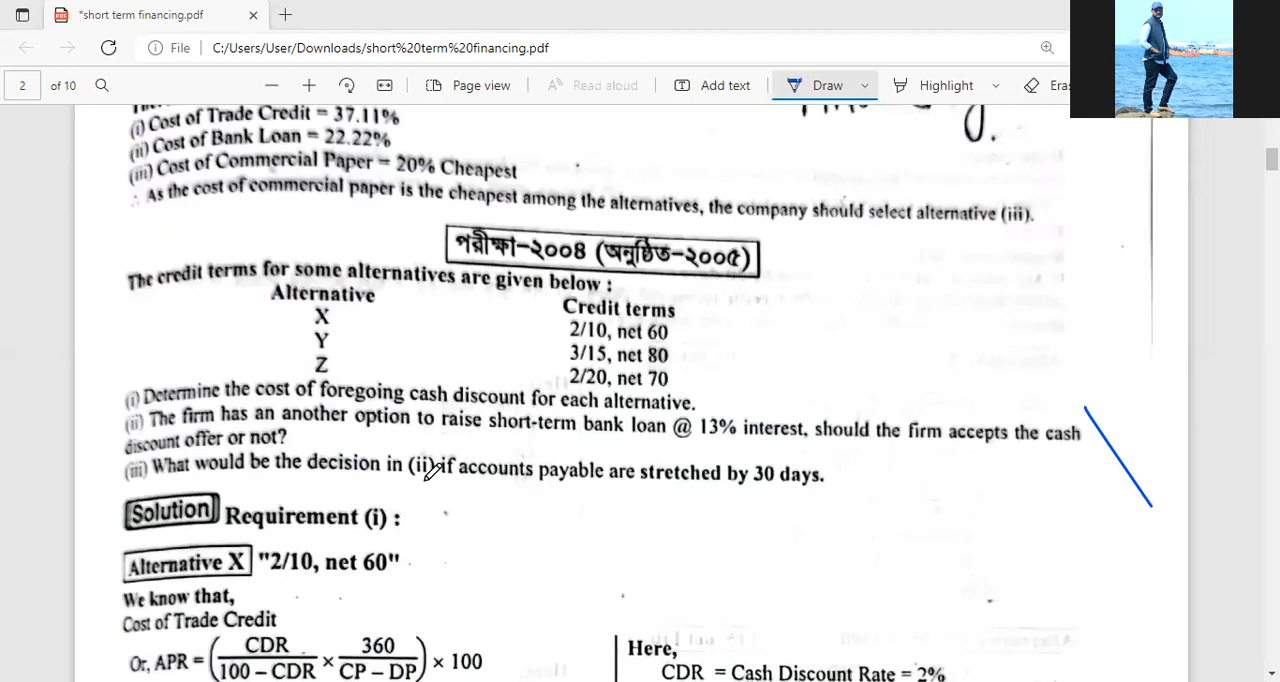 *short term financing.pdf
File C:/Users/User/Downloads/short%20term%20financing.pdf
2 of 10 Page view Read aloud Add text Draw Highlight
(i) Cost of Trade Credit = 37.11%
(ii) Cost of Bank Loan = 22.22%
(iii) Cost of Commercial Paper = 20% Cheapest
∴ As the cost of commercial paper is the cheapest among the alternatives, the company should select alternative (iii).
পরীক্ষা-২০০৪ (অনুষ্ঠিত-২০০৫)
The credit terms for some alternatives are given below :
Alternative Credit terms
X 2/10, net 60
Y 3/15, net 80
Z 2/20, net 70
(i) Determine the cost of foregoing cash discount for each alternative.
(ii) The firm has an another option to raise short-term bank loan @ 13% interest, should the firm accepts the cash
discount offer or not?
(iii) What would be the decision in (ii) if accounts payable are stretched by 30 days.
Solution Requirement (i) :
Alternative X "2/10, net 60"
We know that,
Cost of Trade Credit
Or, APR = (CDR / 100 – CDR × 360 / CP – DP) × 100
Here,
CDR = Cash Discount Rate = 2%